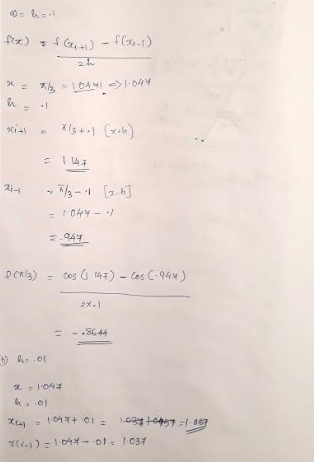 a) = h = .1
f(x) = f(xi+1) - f(xi-1)
2h
x = π/3 = 1.0471 => 1.047
h = .1
xi+1 = π/3 + .1 [x+h]
= 1.147
xi-1 = π/3 - .1 [x-h]
= 1.047 - .1
= .947
f(π/3) = cos (1.147) - cos (.947)
2x.1
= -.8644
b) h = .01
x = 1.047
h = .01
xi+1 = 1.047 + .01 = = 1.057
x(i-1) = 1.047 - .01 = 1.037